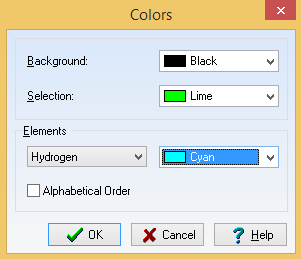 Colors
Background: Black
Selection: Lime
Elements
Hydrogen Cyan
Alphabetical Order
OK Cancel ? Help